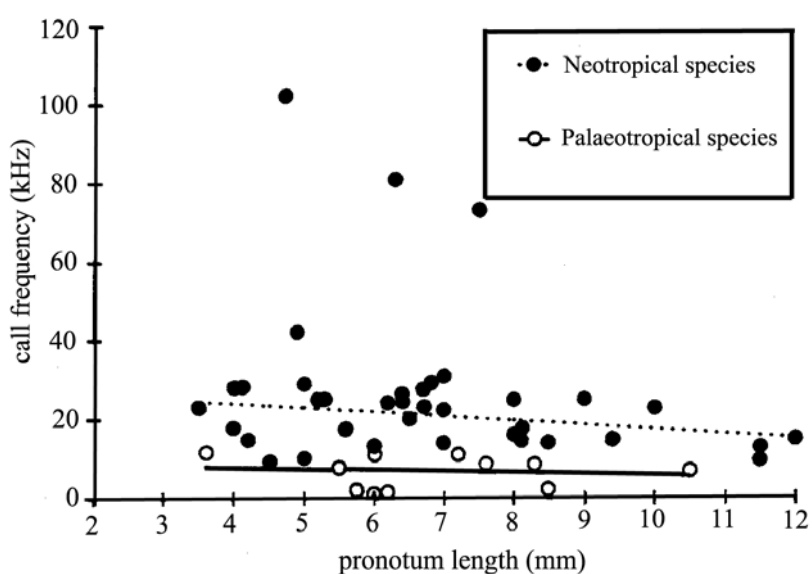 120
100
80
60
40
20
0
call frequency (kHz)
Neotropical species
Palaeotropical species
2 3 4 5 6 7 8 9 10 11 12
pronotum length (mm)